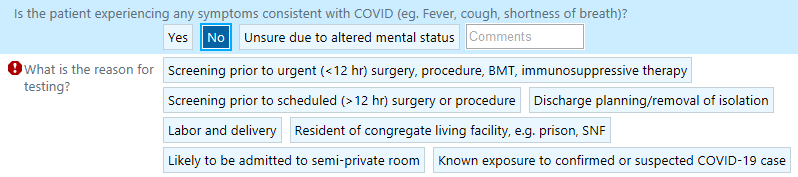 Is the patient experiencing any symptoms consistent with COVID (eg. Fever, cough, shortness of breath)?
Yes No Unsure due to altered mental status Comments
What is the reason for testing?
Screening prior to urgent (<12 hr) surgery, procedure, BMT, immunosuppressive therapy
Screening prior to scheduled (>12 hr) surgery or procedure Discharge planning/removal of isolation
Labor and delivery Resident of congregate living facility, e.g. prison, SNF
Likely to be admitted to semi-private room Known exposure to confirmed or suspected COVID-19 case